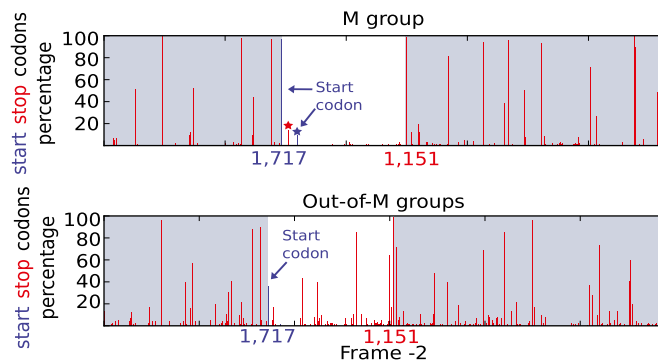 M group
start stop codons
percentage
100
80
60
40
20
Start
codon
1,717
1,151
Out-of-M groups
start stop codons
percentage
100
80
60
40
20
Start
codon
1,717
1,151
Frame -2